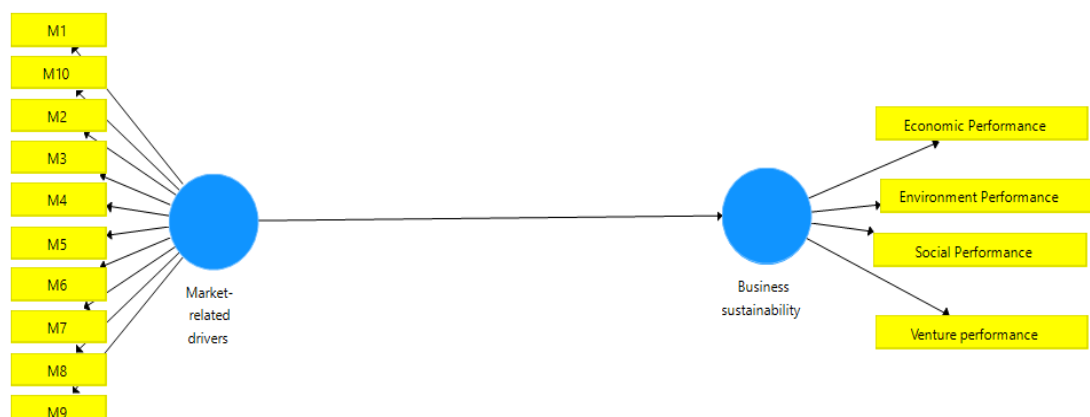 M1
M10
M2
M3
M4
M5
M6
M7
M8
M9
Market-
related
drivers
Business
sustainability
Economic Performance
Environment Performance
Social Performance
Venture performance